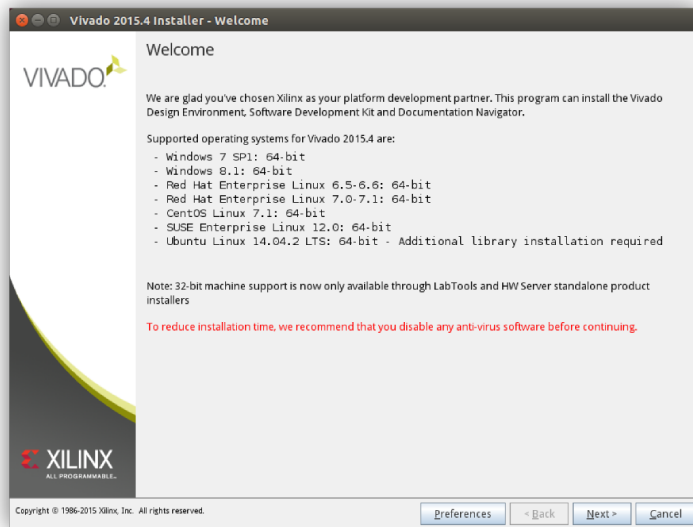 Vivado 2015.4 Installer - Welcome
VIVADO.
Welcome
We are glad you've chosen Xilinx as your platform development partner. This program can install the Vivado
Design Environment, Software Development Kit and Documentation Navigator.
Supported operating systems for Vivado 2015.4 are:
- Windows 7 SP1: 64-bit
- Windows 8.1: 64-bit
- Red Hat Enterprise Linux 6.5-6.6: 64-bit
- Red Hat Enterprise Linux 7.0-7.1: 64-bit
- CentOS Linux 7.1: 64-bit
- SUSE Enterprise Linux 12.0: 64-bit
- Ubuntu Linux 14.04.2 LTS: 64-bit - Additional library installation required
Note: 32-bit machine support is now only available through LabTools and HW Server standalone product
installers
To reduce installation time, we recommend that you disable any anti-virus software before continuing.
XILINX
ALL PROGRAMMABLE.
Copyright © 1986-2015 Xilinx, Inc. All rights reserved.
Preferences
< Back
Next >
Cancel